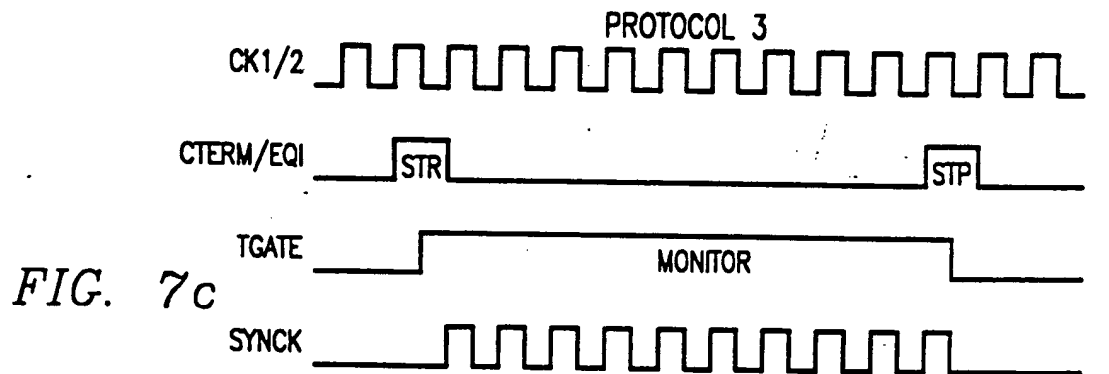 PROTOCOL 3
CK1/2
CTERM/EQI
STR
STP
TGATE
MONITOR
FIG. 7c
SYNCK